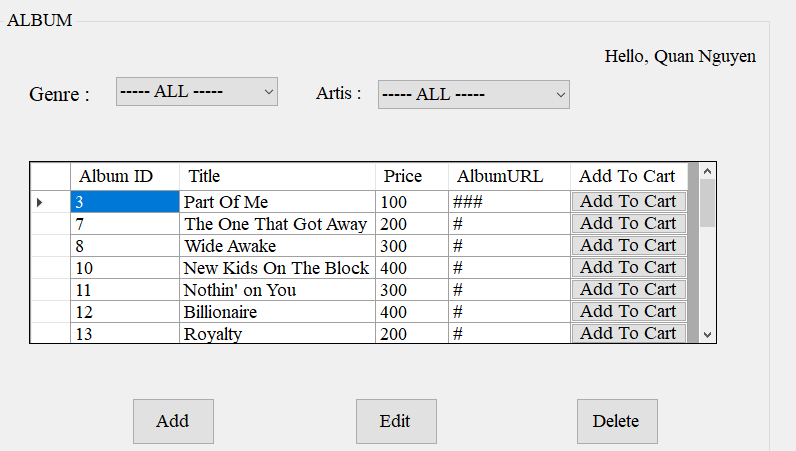 ALBUM
Hello, Quan Nguyen
Genre : ----- ALL ----- Artis : ----- ALL -----
Album ID Title Price AlbumURL Add To Cart
3 Part Of Me 100 ### Add To Cart
7 The One That Got Away 200 # Add To Cart
8 Wide Awake 300 # Add To Cart
10 New Kids On The Block 400 # Add To Cart
11 Nothin' on You 300 # Add To Cart
12 Billionaire 400 # Add To Cart
13 Royalty 200 # Add To Cart
Add Edit Delete